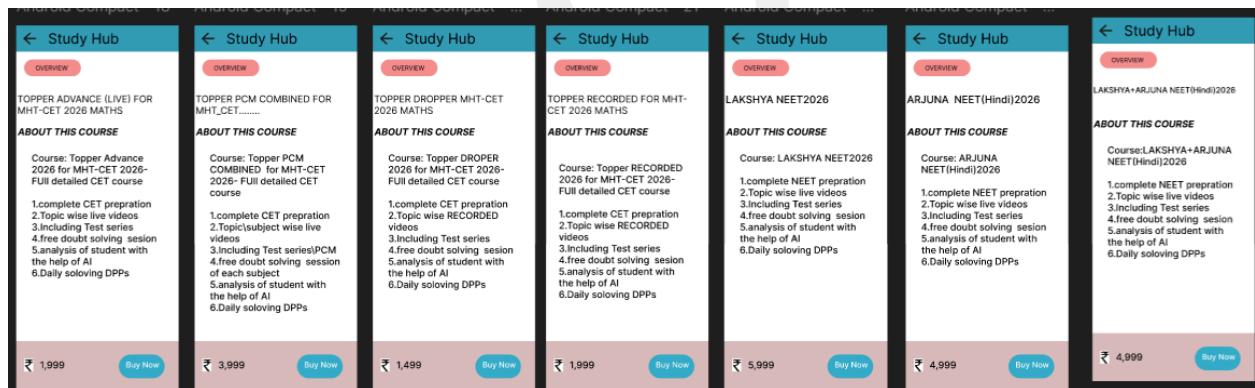 Android Compact - 18
Study Hub
OVERVIEW
TOPPER ADVANCE (LIVE) FOR
MHT-CET 2026 MATHS
ABOUT THIS COURSE
Course: Topper Advance
2026 for MHT-CET 2026-
FUll detailed CET course
1.complete CET prepration
2.Topic wise live videos
3.Including Test series
4.free doubt solving sesion
5.analysis of student with
the help of AI
6.Daily soloving DPPs
₹ 1,999
Buy Now
Android Compact - 19
Study Hub
OVERVIEW
TOPPER PCM COMBINED FOR
MHT_CET........
ABOUT THIS COURSE
Course: Topper PCM
COMBINED for MHT-CET
2026- FUll detailed CET
course
1.complete CET prepration
2.Topic\subject wise live
videos
3.Including Test series\PCM
4.free doubt solving session
of each subject
5.analysis of student with
the help of AI
6.Daily soloving DPPs
₹ 3,999
Buy Now
Android Compact - ...
Study Hub
OVERVIEW
TOPPER DROPPER MHT-CET
2026 MATHS
ABOUT THIS COURSE
Course: Topper DROPER
2026 for MHT-CET 2026-
FUll detailed CET course
1.complete CET prepration
2.Topic wise RECORDED
videos
3.Including Test series
4.free doubt solving sesion
5.analysis of student with
the help of AI
6.Daily soloving DPPs
₹ 1,499
Buy Now
Android Compact - 21
Study Hub
OVERVIEW
TOPPER RECORDED FOR MHT-
CET 2026 MATHS
ABOUT THIS COURSE
Course: Topper RECORDED
2026 for MHT-CET 2026-
FUll detailed CET course
1.complete CET prepration
2.Topic wise RECORDED
videos
3.Including Test series
4.free doubt solving sesion
5.analysis of student with
the help of AI
6.Daily soloving DPPs
₹ 1,999
Buy Now
Android Compact - ...
Study Hub
OVERVIEW
LAKSHYA NEET2026
ABOUT THIS COURSE
Course: LAKSHYA NEET2026
1.complete NEET prepration
2.Topic wise live videos
3.Including Test series
4.free doubt solving sesion
5.analysis of student with
the help of AI
6.Daily soloving DPPs
₹ 5,999
Buy Now
Android Compact - ...
Study Hub
OVERVIEW
ARJUNA NEET(Hindi)2026
ABOUT THIS COURSE
Course: ARJUNA
NEET(Hindi)2026
1.complete NEET prepration
2.Topic wise live videos
3.Including Test series
4.free doubt solving sesion
5.analysis of student with
the help of AI
6.Daily soloving DPPs
₹ 4,999
Buy Now
Study Hub
OVERVIEW
LAKSHYA+ARJUNA NEET(Hindi)2026
ABOUT THIS COURSE
Course:LAKSHYA+ARJUNA
NEET(Hindi)2026
1.complete NEET prepration
2.Topic wise live videos
3.Including Test series
4.free doubt solving sesion
5.analysis of student with
the help of AI
6.Daily soloving DPPs
₹ 4,999
Buy Now